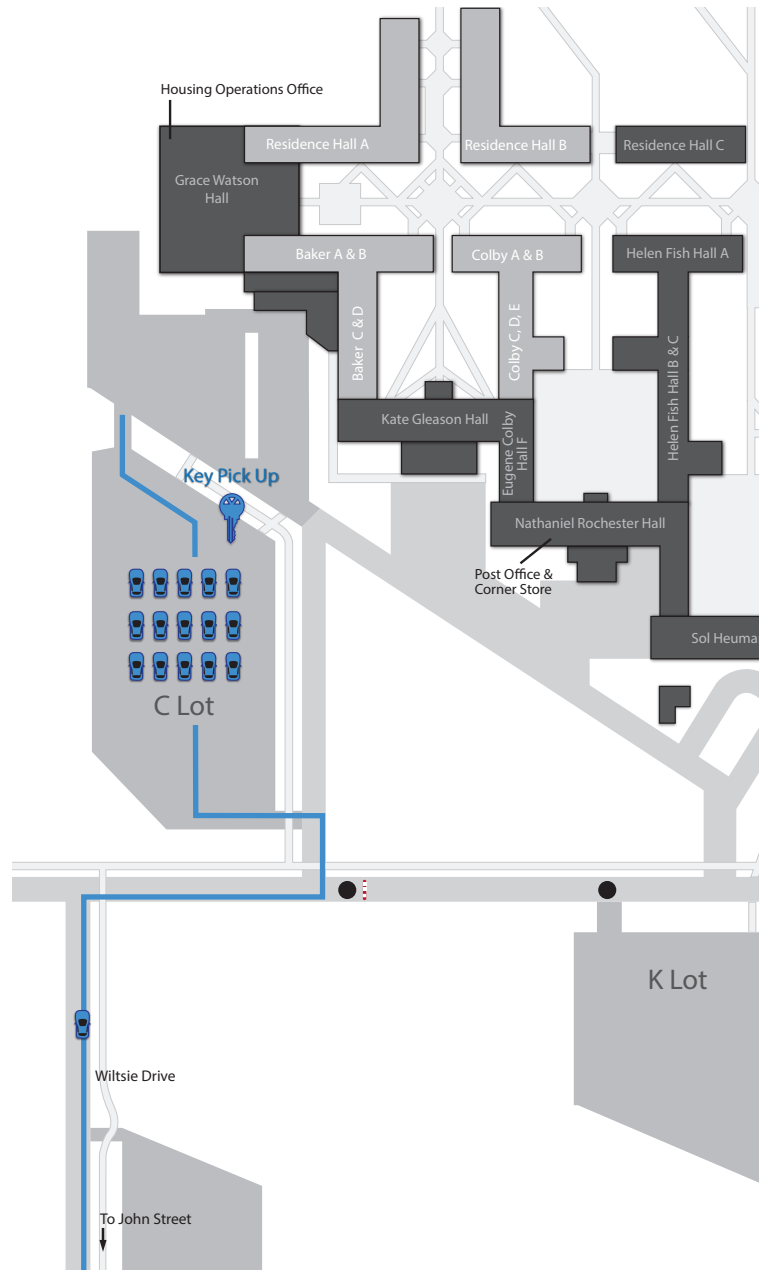 Housing Operations Office
Residence Hall A
Residence Hall B
Residence Hall C
Grace Watson
Hall
Baker A & B
Colby A & B
Helen Fish Hall A
Baker C & D
Colby C, D, E
Helen Fish Hall B & C
Kate Gleason Hall
Eugene Colby
Hall F
Key Pick Up
Nathaniel Rochester Hall
Post Office &
Corner Store
Sol Heuma
C Lot
K Lot
Wiltsie Drive
To John Street